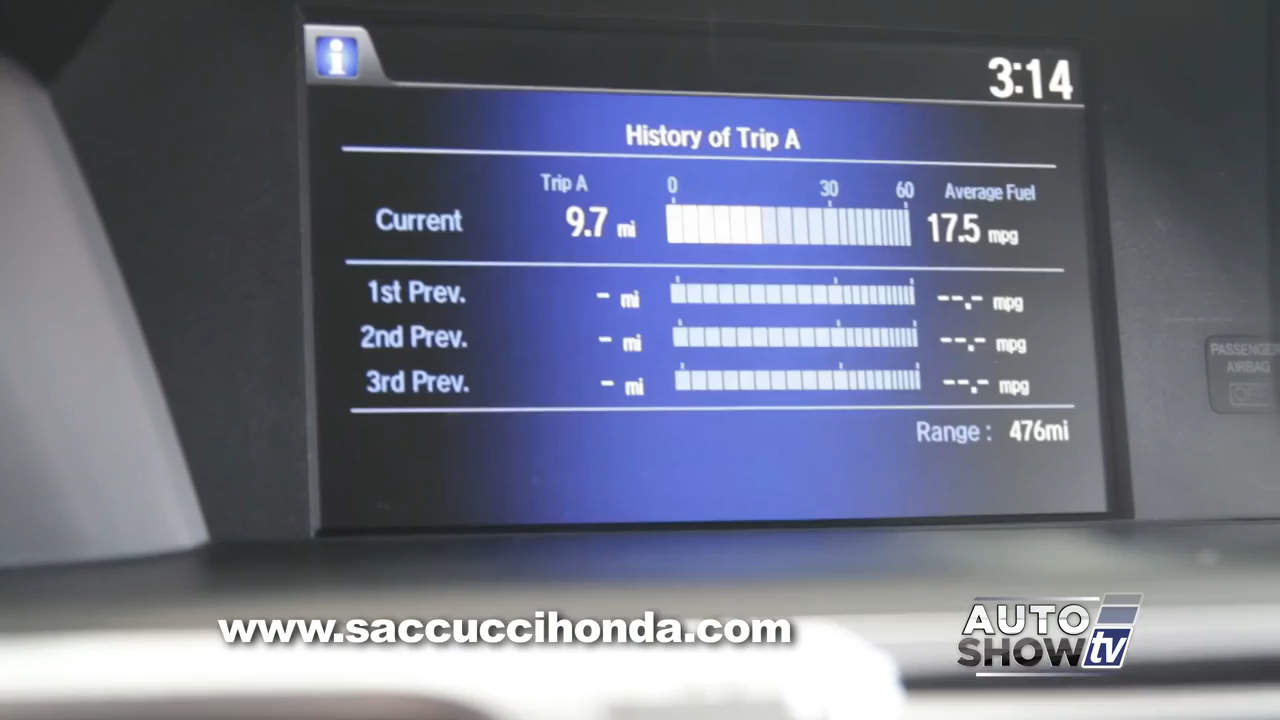 i
3:14
History of Trip A
Trip A 0 30 60 Average Fuel
Current 9.7 mi 17.5 mpg
1st Prev. - mi --.- mpg
2nd Prev. - mi --.- mpg
3rd Prev. - mi --.- mpg
Range : 476mi
PASSENGER
AIRBAG
OFF
www.saccuccihonda.com
AUTO
SHOW tv